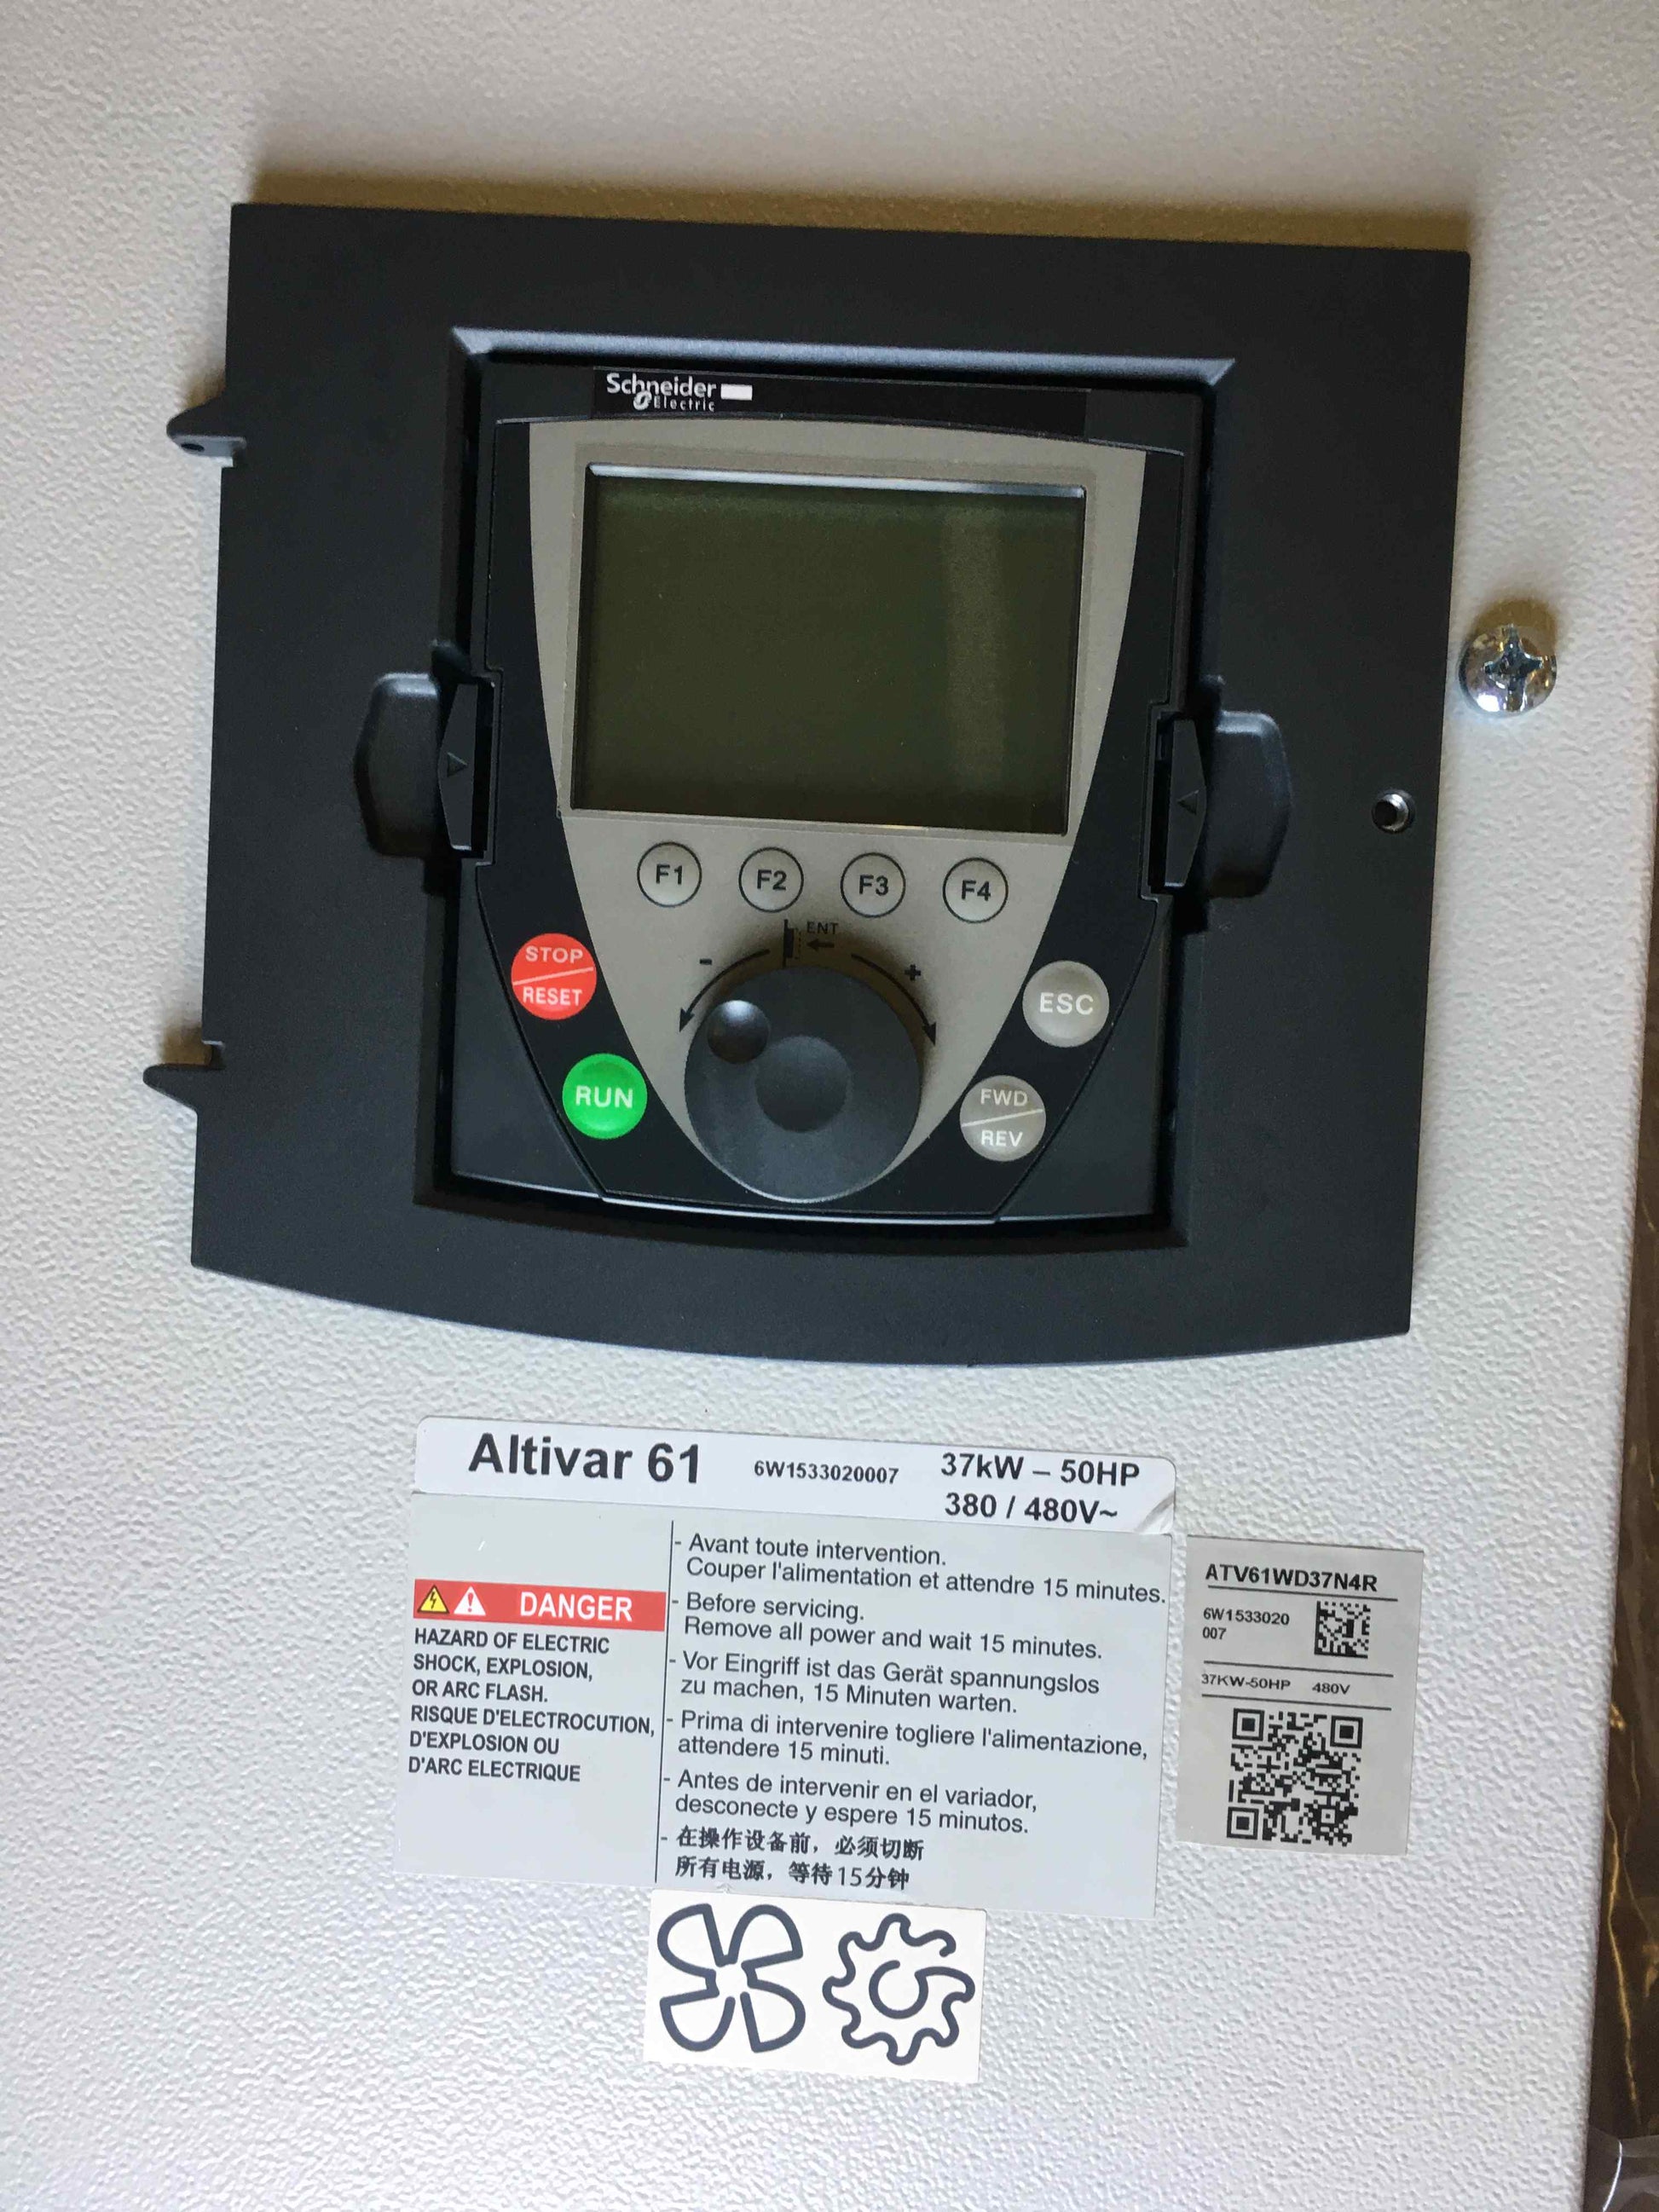 Schneider
Electric
F1 F2 F3 F4
ENT
- +
STOP
RESET
ESC
RUN
FWD
REV
Altivar 61 6W1533020007 37kW – 50HP
380 / 480V~
DANGER
HAZARD OF ELECTRIC
SHOCK, EXPLOSION,
OR ARC FLASH.
RISQUE D'ELECTROCUTION,
D'EXPLOSION OU
D'ARC ELECTRIQUE
- Avant toute intervention.
Couper l'alimentation et attendre 15 minutes.
- Before servicing.
Remove all power and wait 15 minutes.
- Vor Eingriff ist das Gerät spannungslos
zu machen, 15 Minuten warten.
- Prima di intervenire togliere l'alimentazione,
attendere 15 minuti.
- Antes de intervenir en el variador,
desconecte y espere 15 minutos.
- 在操作设备前，必须切断
所有电源，等待15分钟
ATV61WD37N4R
6W1533020
007
37KW-50HP 480V